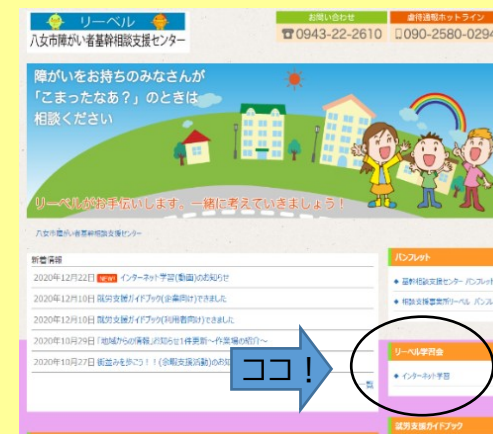 リーベル
八女市障がい者基幹相談支援センター
お問い合わせ
☎0943-22-2610
虐待通報ホットライン
090-2580-0294
障がいをお持ちのみなさんが
「こまったなあ？」のときは
相談ください
リーベルがお手伝いします。一緒に考えていきましょう！
八女市障がい者基幹相談支援センター
新着情報
2020年12月22日 NEW! インターネット学習(動画)のお知らせ
2020年12月10日 就労支援ガイドブック(企業向け)できました
2020年12月10日 就労支援ガイドブック(利用者向け)できました
2020年10月29日 「地域からの情報」お知らせ1件更新～作業場の紹介～
2020年10月27日 街並みを歩こう！！(余暇支援活動)のお知
一覧
ココ！
パンフレット
基幹相談支援センター パンフレット
相談支援事業所リーベル パンフレ
リーベル学習会
インターネット学習
就労支援ガイドブック